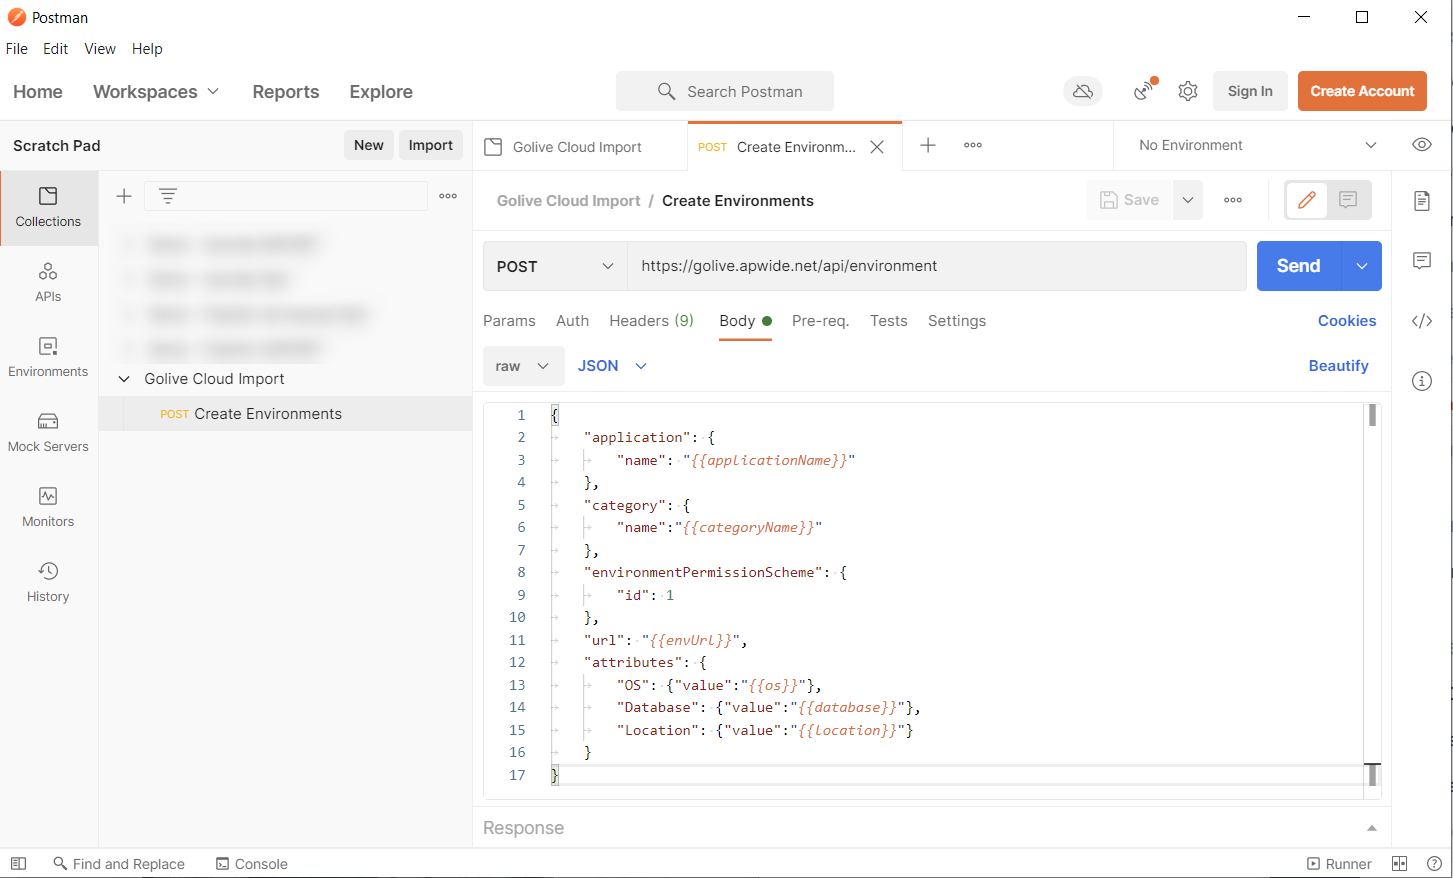 Postman
File Edit View Help
Home Workspaces Reports Explore Search Postman Sign In Create Account
Scratch Pad New Import
Golive Cloud Import POST Create Environm... No Environment
Collections
APIs
Environments
Mock Servers
Monitors
History
Golive Cloud Import
POST Create Environments
Golive Cloud Import / Create Environments Save
POST https://golive.apwide.net/api/environment Send
Params Auth Headers (9) Body Pre-req. Tests Settings Cookies
raw JSON Beautify
1 {
2 "application": {
3 "name": "{{applicationName}}"
4 },
5 "category": {
6 "name":"{{categoryName}}"
7 },
8 "environmentPermissionScheme": {
9 "id": 1
10 },
11 "url": "{{envUrl}}",
12 "attributes": {
13 "OS": {"value":"{{os}}"},
14 "Database": {"value":"{{database}}"},
15 "Location": {"value":"{{location}}"}
16 }
17 }
Response
Find and Replace Console Runner